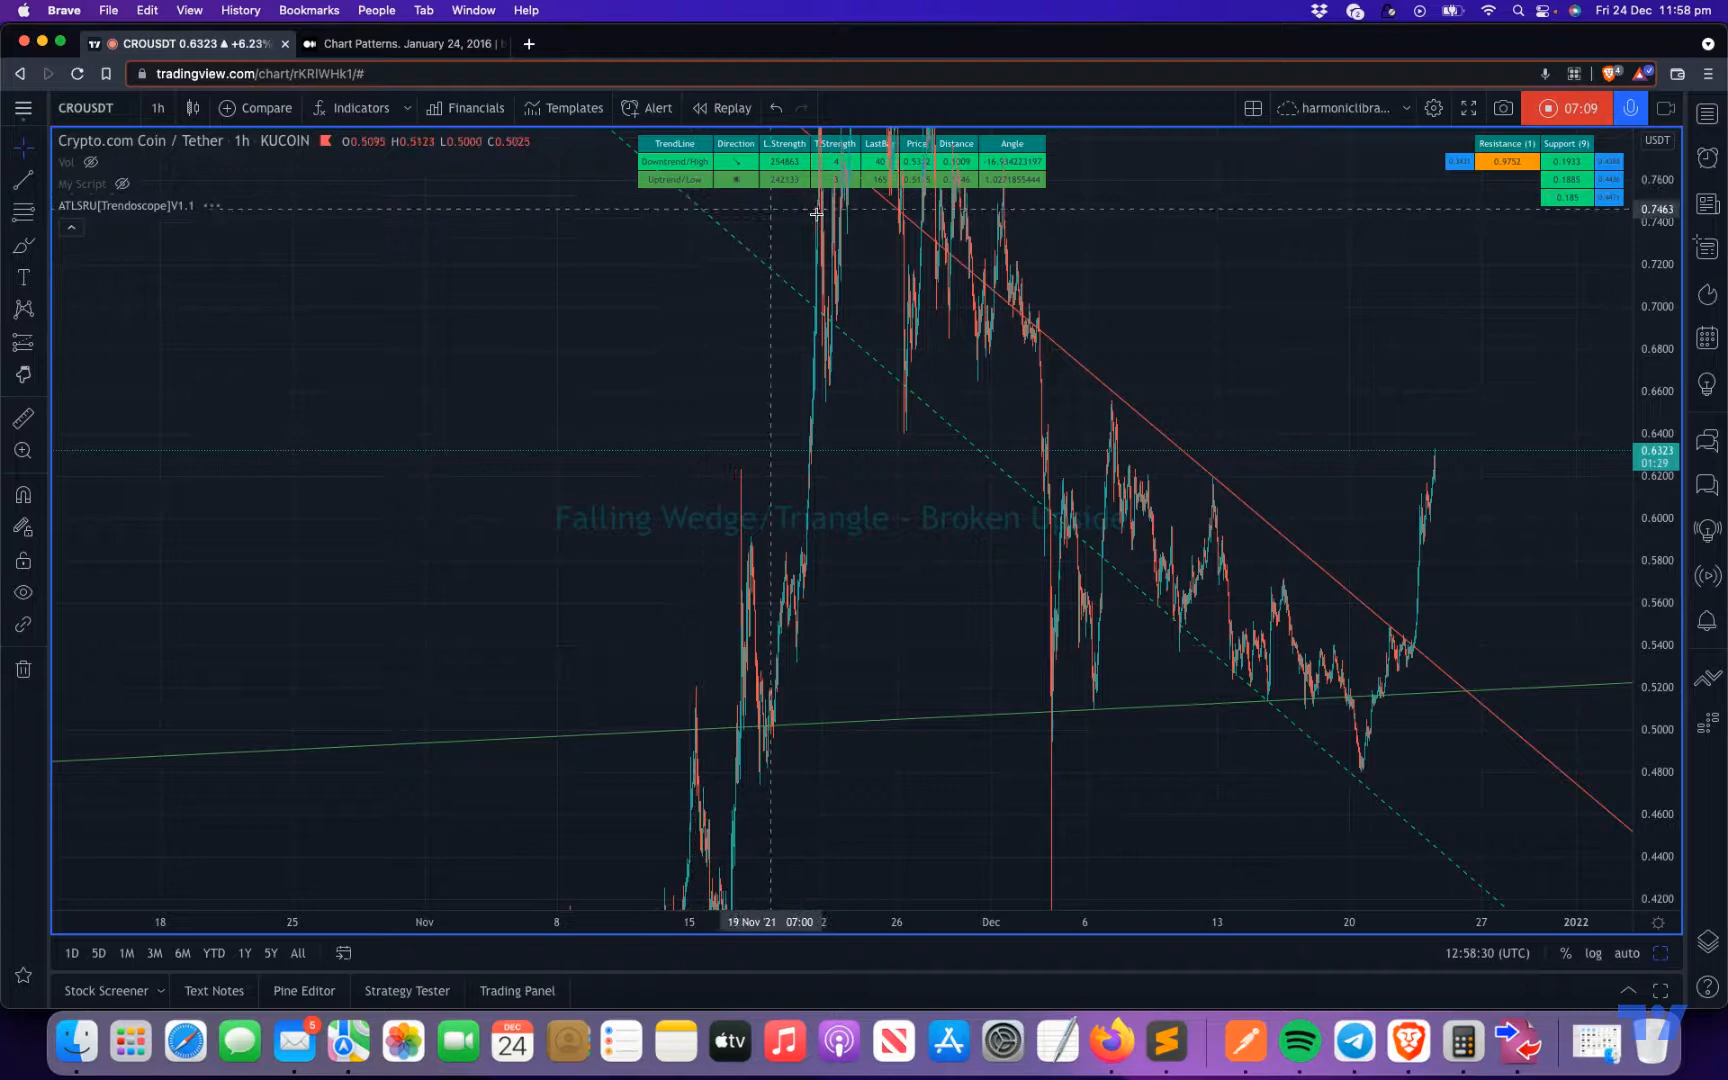 Brave File Edit View History Bookmarks People Tab Window Help
2
Fri 24 Dec 11:58 pm
CROUSDT 0.6323 ▲ +6.23%
Chart Patterns. January 24, 2016 |
tradingview.com/chart/rKRlWHk1/#
4
CROUSDT 1h Compare Indicators Financials Templates Alert Replay harmoniclibra... 07:09
Crypto.com Coin / Tether · 1h · KUCOIN O0.5095 H0.5123 L0.5000 C0.5025
USDT
Vol
My Script
ATLSRU[Trendoscope]V1.1
TrendLine Direction L.Strength Price Distance Angle
Downtrend/High 254863 4 40 -16.934223197
Uptrend/Low 242133 3 165 1.0271855444
Resistance (1) Support (9)
0.9752 0.1933
0.1885
0.185
0.7600
0.7463
0.7400
0.7200
0.7000
0.6800
0.6600
0.6400
0.6323
01:29
0.6200
0.6000
0.5800
0.5600
0.5400
0.5200
0.5000
0.4800
0.4600
0.4400
0.4200
Falling Wedge/Triangle - Broken Upside
18 25 Nov 8 15 19 Nov '21 07:00 2 26 Dec 6 13 20 27 2022
1D 5D 1M 3M 6M YTD 1Y 5Y All
12:58:30 (UTC) % log auto
Stock Screener Text Notes Pine Editor Strategy Tester Trading Panel
5
DEC
24
tv